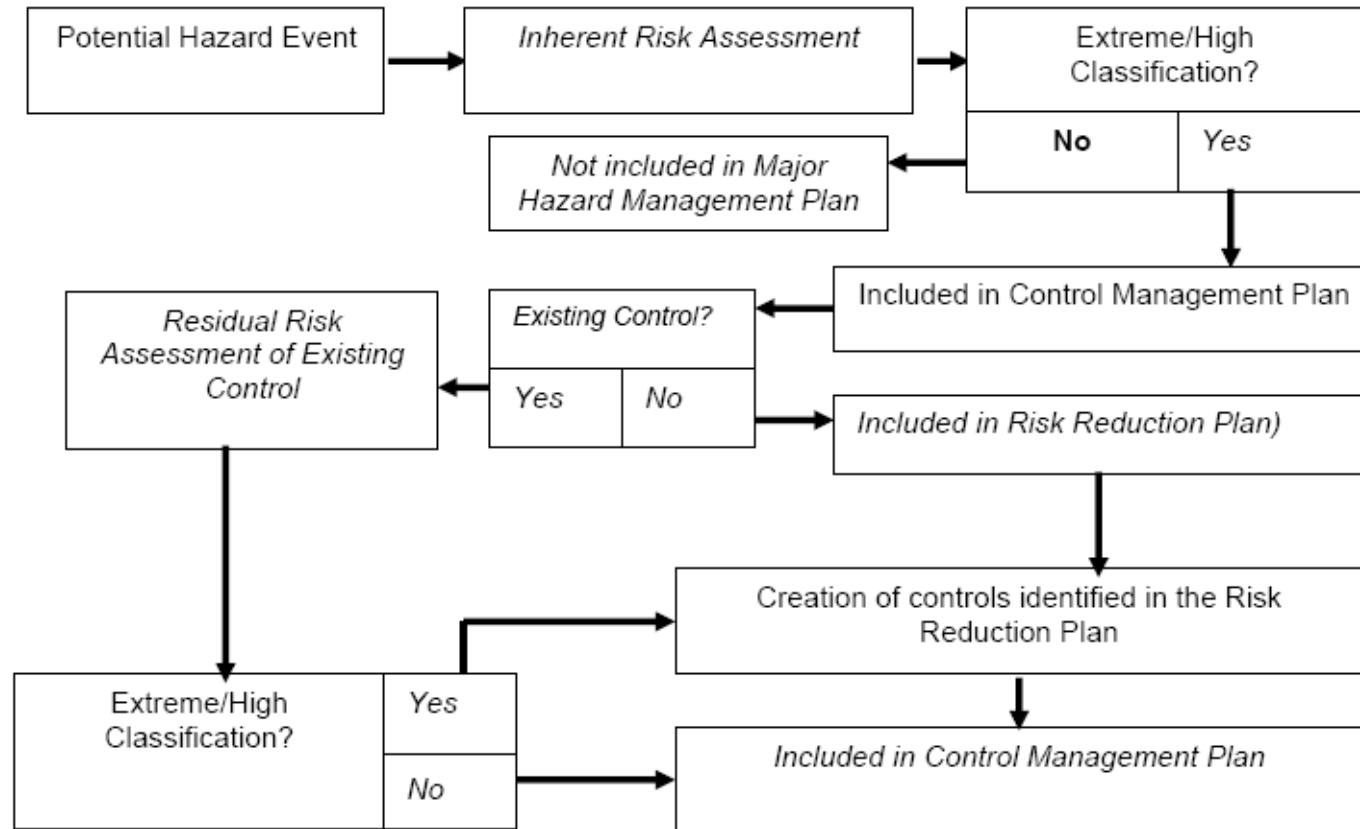 Potential Hazard Event
Inherent Risk Assessment
Extreme/High
Classification?
No
Yes
Not included in Major
Hazard Management Plan
Included in Control Management Plan
Existing Control?
Yes
No
Residual Risk
Assessment of Existing
Control
Included in Risk Reduction Plan)
Creation of controls identified in the Risk
Reduction Plan
Extreme/High
Classification?
Yes
No
Included in Control Management Plan